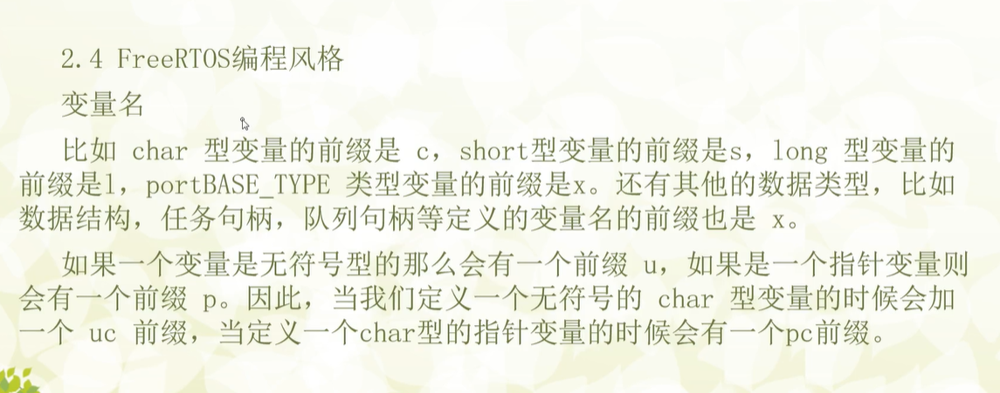 2.4 FreeRTOS编程风格
变量名
比如 char 型变量的前缀是 c，short型变量的前缀是s，long 型变量的
前缀是l，portBASE_TYPE 类型变量的前缀是x。还有其他的数据类型，比如
数据结构，任务句柄，队列句柄等定义的变量名的前缀也是 x。
如果一个变量是无符号型的那么会有一个前缀 u，如果是一个指针变量则
会有一个前缀 p。因此，当我们定义一个无符号的 char 型变量的时候会加
一个 uc 前缀，当定义一个char型的指针变量的时候会有一个pc前缀。